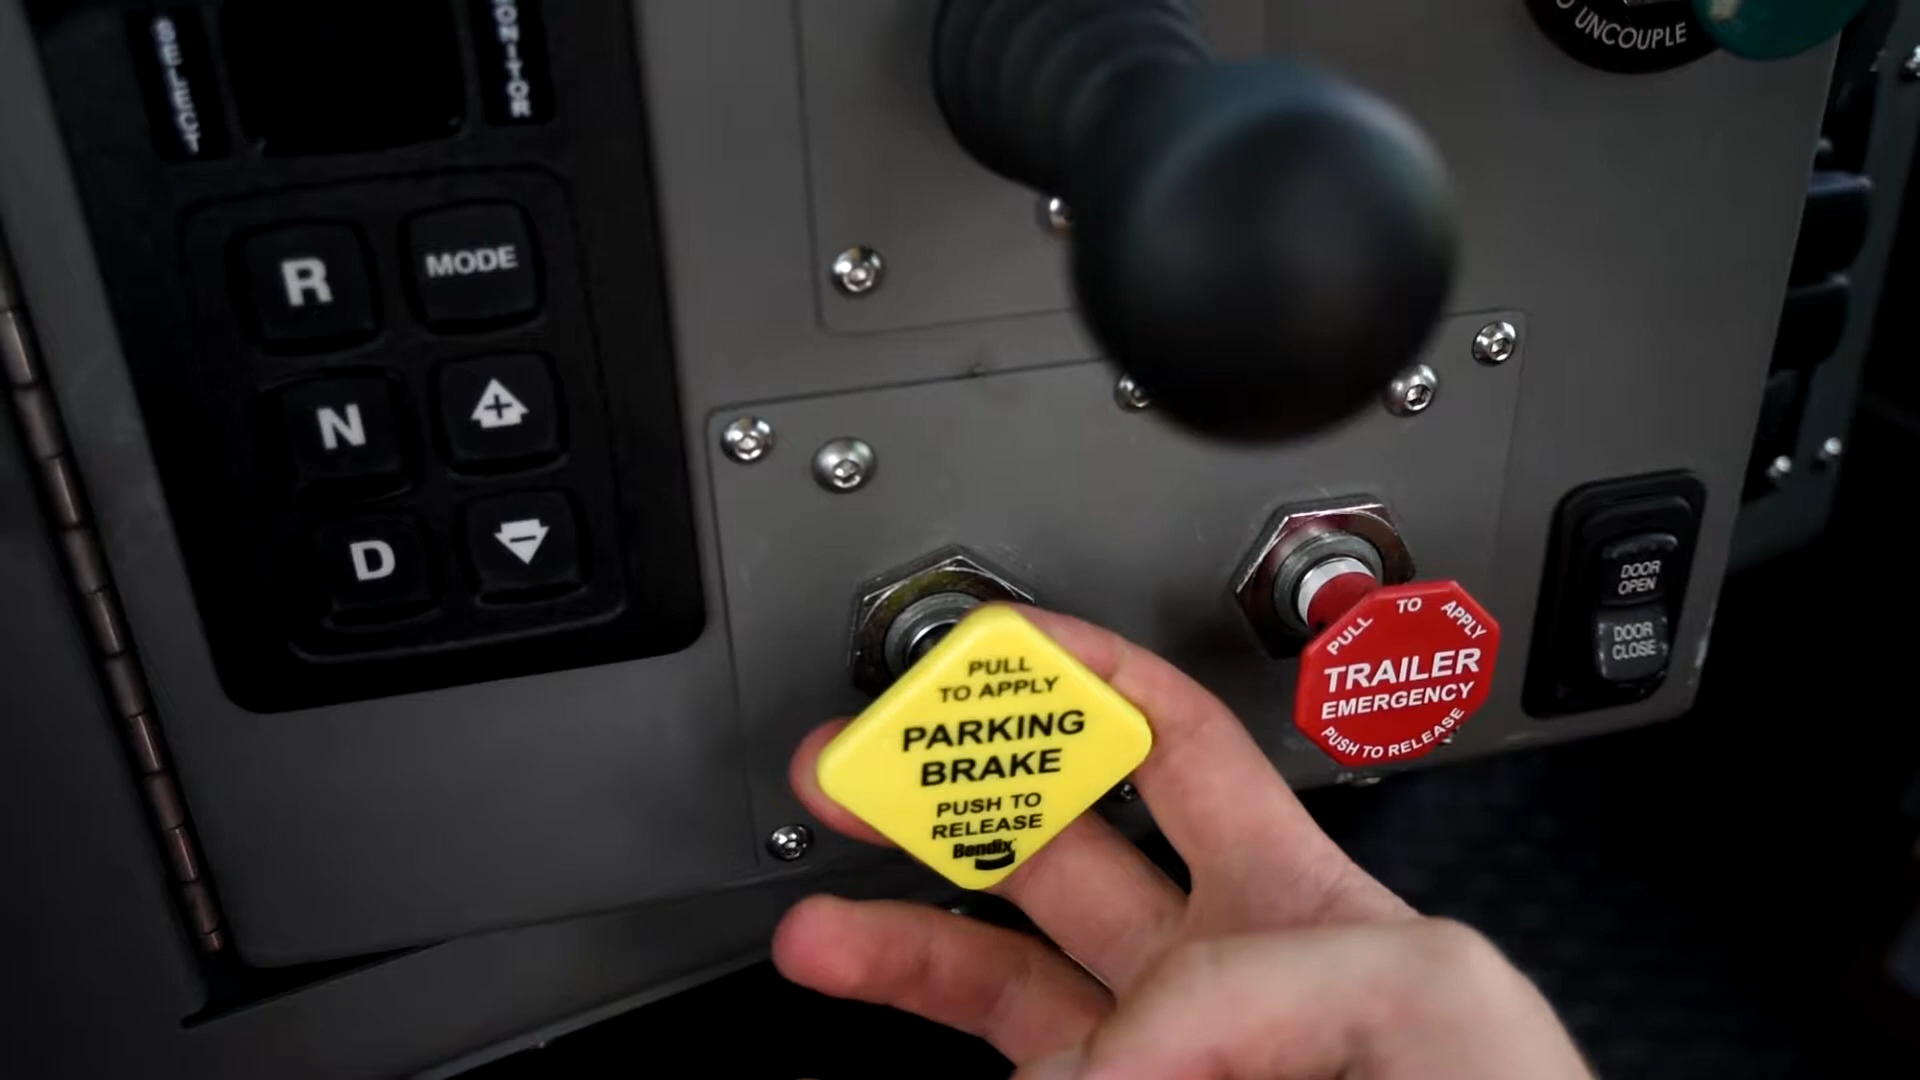 SELECT
MONITOR
R
MODE
N
+
D
-
TO UNCOUPLE
PULL
TO APPLY
PARKING
BRAKE
PUSH TO
RELEASE
Bendix
PULL TO APPLY
TRAILER
EMERGENCY
PUSH TO RELEASE
DOOR
OPEN
DOOR
CLOSE